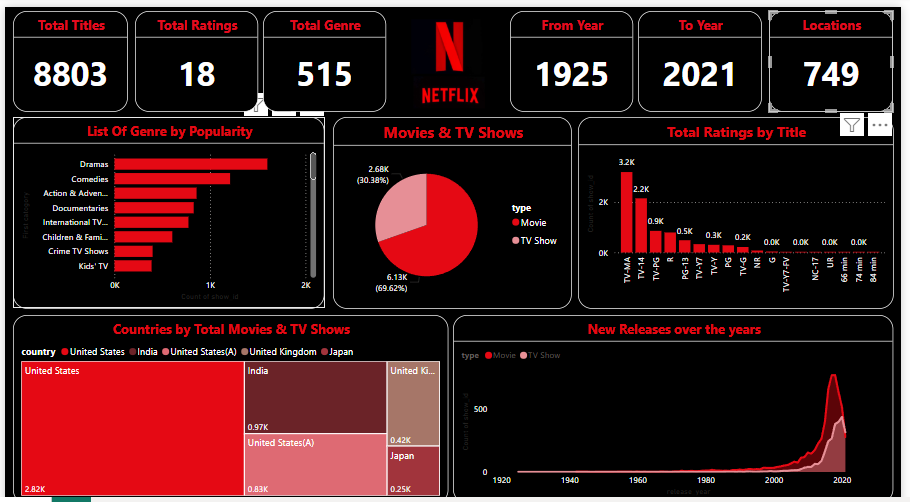 Total Titles
8803
Total Ratings
18
Total Genre
515
NETFLIX
From Year
1925
To Year
2021
Locations
749
List Of Genre by Popularity
Dramas
Comedies
Action & Adven...
Documentaries
International TV...
Children & Fami...
Crime TV Shows
Kids' TV
0K 1K 2K
Count of show_id
Movies & TV Shows
2.68K
(30.38%)
6.13K
(69.62%)
type
Movie
TV Show
Total Ratings by Title
Count of show_id
2K
0K
3.2K 2.2K 0.9K 0.5K 0.3K 0.2K 0.0K 0.0K 0.0K
TV-MA TV-14 TV-PG R PG-13 TV-Y7 TV-Y PG TV-G NR G TV-Y7-FV NC-17 UR 66 min 74 min 84 min
Countries by Total Movies & TV Shows
country United States India United States(A) United Kingdom Japan
United States
2.82K
India
0.97K
United States(A)
0.83K
United Ki...
0.42K
Japan
0.25K
New Releases over the years
type Movie TV Show
Count of show_id
500
0
1920 1940 1960 1980 2000 2020
release_year